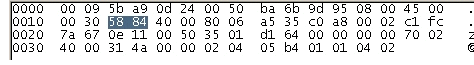 0000 00 09 5b a9 0d 24 00 50 ba 6b 9d 95 08 00 45 00 .
0010 00 30 58 84 40 00 80 06 a5 35 c0 a8 00 02 c1 fc .
0020 7a 67 0e 11 00 50 35 01 d1 64 00 00 00 00 70 02 z
0030 40 00 31 4a 00 00 02 04 05 b4 01 01 04 02 @